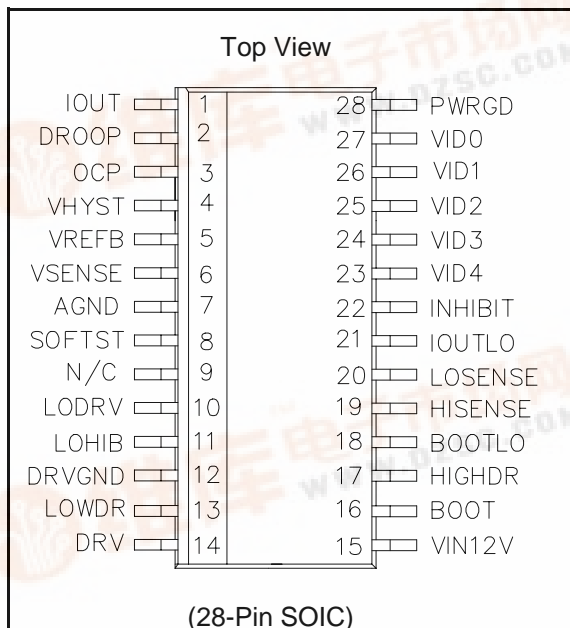 Top View
IOUT 1 28 PWRGD
DROOP 2 27 VID0
OCP 3 26 VID1
VHYST 4 25 VID2
VREFB 5 24 VID3
VSENSE 6 23 VID4
AGND 7 22 INHIBIT
SOFTST 8 21 IOUTLO
N/C 9 20 LOSENSE
LODRV 10 19 HISENSE
LOHIB 11 18 BOOTLO
DRVGND 12 17 HIGHDR
LOWDR 13 16 BOOT
DRV 14 15 VIN12V
(28-Pin SOIC)
WWW.DZSC.COM